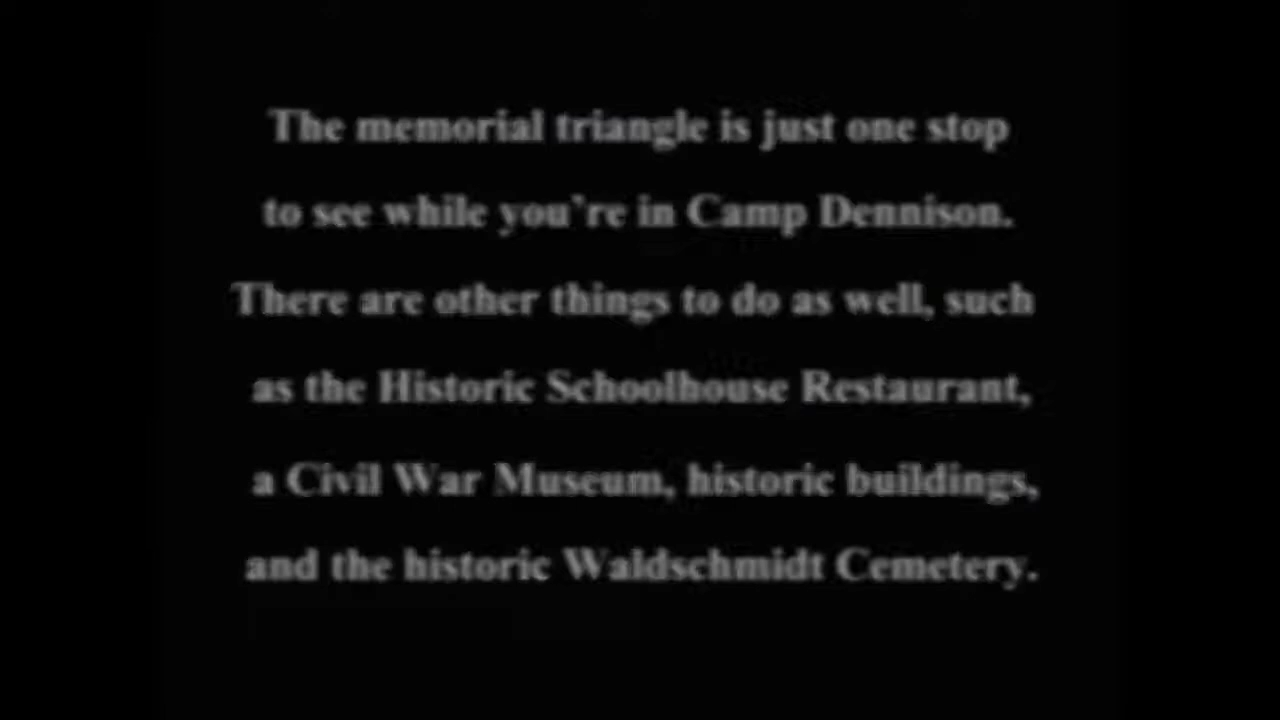 The memorial triangle is just one stop
to see while you're in Camp Dennison.
There are other things to do as well, such
as the Historic Schoolhouse Restaurant,
a Civil War Museum, historic buildings,
and the historic Waldschmidt Cemetery.